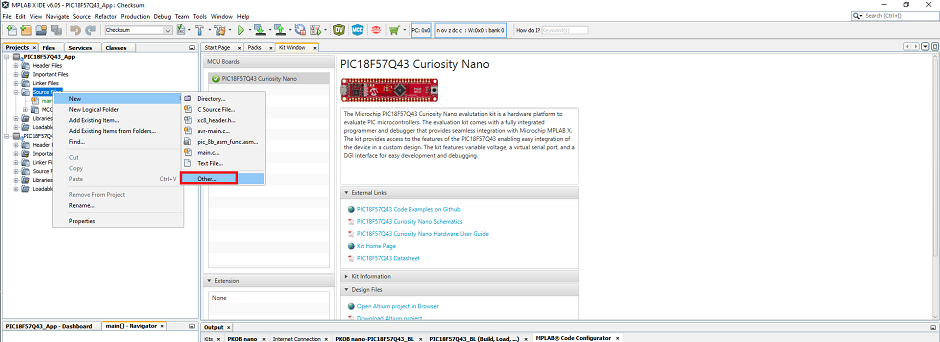 MPLAB X IDE v6.05 - PIC18F57Q43_App : Checksum
File Edit View Navigate Source Refactor Production Debug Team Tools Window Help
Search (Ctrl+I)
Checksum
PC: 0x0
n ov z dc c : W:0x0 : bank 0
How do I?
Keyword(s)
Projects
Files
Services
Classes
Start Page
Packs
Kit Window
PIC18F57Q43_App
Header Files
Important Files
Linker Files
Source Files
main
MCC
Libraries
Loadables
Header
Important
Linker Files
Source
Libraries
Loadable
New
New Logical Folder
Add Existing Item...
Add Existing Items from Folders...
Find...
Cut
Copy
Paste Ctrl+V
Remove From Project
Rename...
Properties
Directory...
C Source File...
xc8_header.h...
avr-main.c...
pic_8b_asm_func.asm...
main.c...
Text File...
Other...
MCU Boards
PIC18F57Q43 Curiosity Nano
Extension
None
PIC18F57Q43 Curiosity Nano
The Microchip PIC18F57Q43 Curiosity Nano evalutation kit is a hardware platform to
evaluate PIC microcontrollers. The evaluation kit comes with a fully integrated
programmer and debugger that provides seamless integration with Microchip MPLAB X.
The kit provides access to the features of the PIC18F57Q43 enabling easy integration
of the device in a custom design. The kit features variable voltage, a virtual serial port, and a
DGI interface for easy development and debugging.
External Links
PIC18F57Q43 Code Examples on Github
PIC18F57Q43 Curiosity Nano Schematics
PIC18F57Q43 Curiosity Nano Hardware User Guide
Kit Home Page
PIC18F57Q43 Datasheet
Kit Information
Design Files
Open Altium project in Browser
Download Altium project
PIC18F57Q43_App - Dashboard
main() - Navigator
Output
Kits
PKOB nano
Internet Connection
PKOB nano-PIC18F57Q43_BL
PIC18F57Q43_BL (Build, Load, ...)
MPLAB® Code Configurator